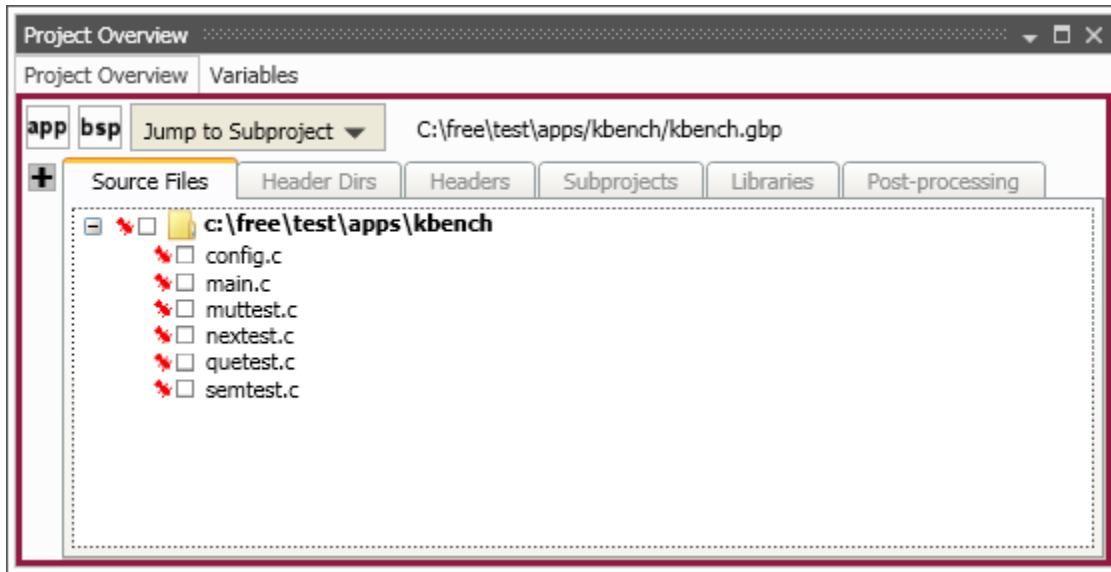 Project Overview
Project Overview Variables
app bsp Jump to Subproject C:\free\test\apps/kbench/kbench.gbp
Source Files Header Dirs Headers Subprojects Libraries Post-processing
c:\free\test\apps\kbench
config.c
main.c
muttest.c
nextest.c
quetest.c
semtest.c